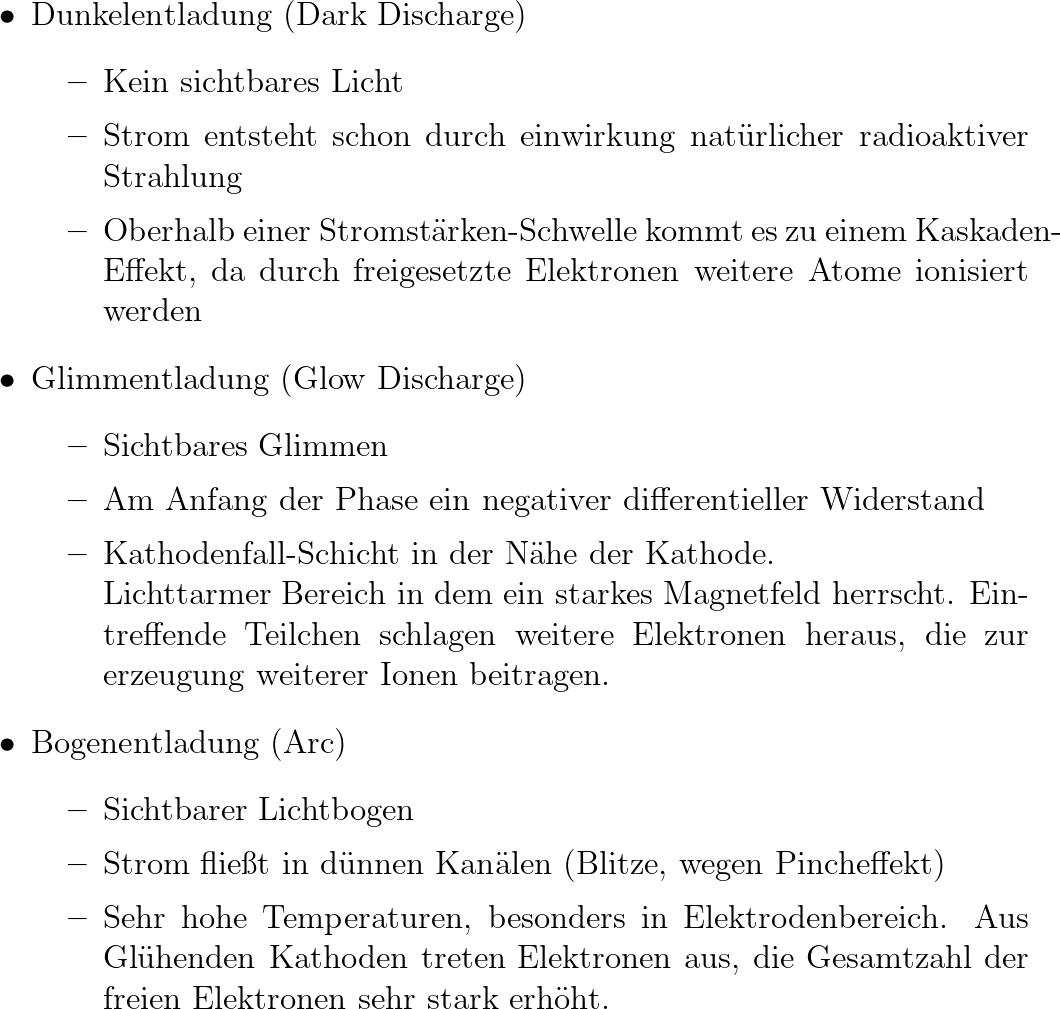 • Dunkelentladung (Dark Discharge)
– Kein sichtbares Licht
– Strom entsteht schon durch einwirkung natürlicher radioaktiver
Strahlung
– Oberhalb einer Stromstärken-Schwelle kommt es zu einem Kaskaden-
Effekt, da durch freigesetzte Elektronen weitere Atome ionisiert
werden
• Glimmentladung (Glow Discharge)
– Sichtbares Glimmen
– Am Anfang der Phase ein negativer differentieller Widerstand
– Kathodenfall-Schicht in der Nähe der Kathode.
Lichttarmer Bereich in dem ein starkes Magnetfeld herrscht. Ein-
treffende Teilchen schlagen weitere Elektronen heraus, die zur
erzeugung weiterer Ionen beitragen.
• Bogenentladung (Arc)
– Sichtbarer Lichtbogen
– Strom fließt in dünnen Kanälen (Blitze, wegen Pincheffekt)
– Sehr hohe Temperaturen, besonders in Elektrodenbereich. Aus
Glühenden Kathoden treten Elektronen aus, die Gesamtzahl der
freien Elektronen sehr stark erhöht.